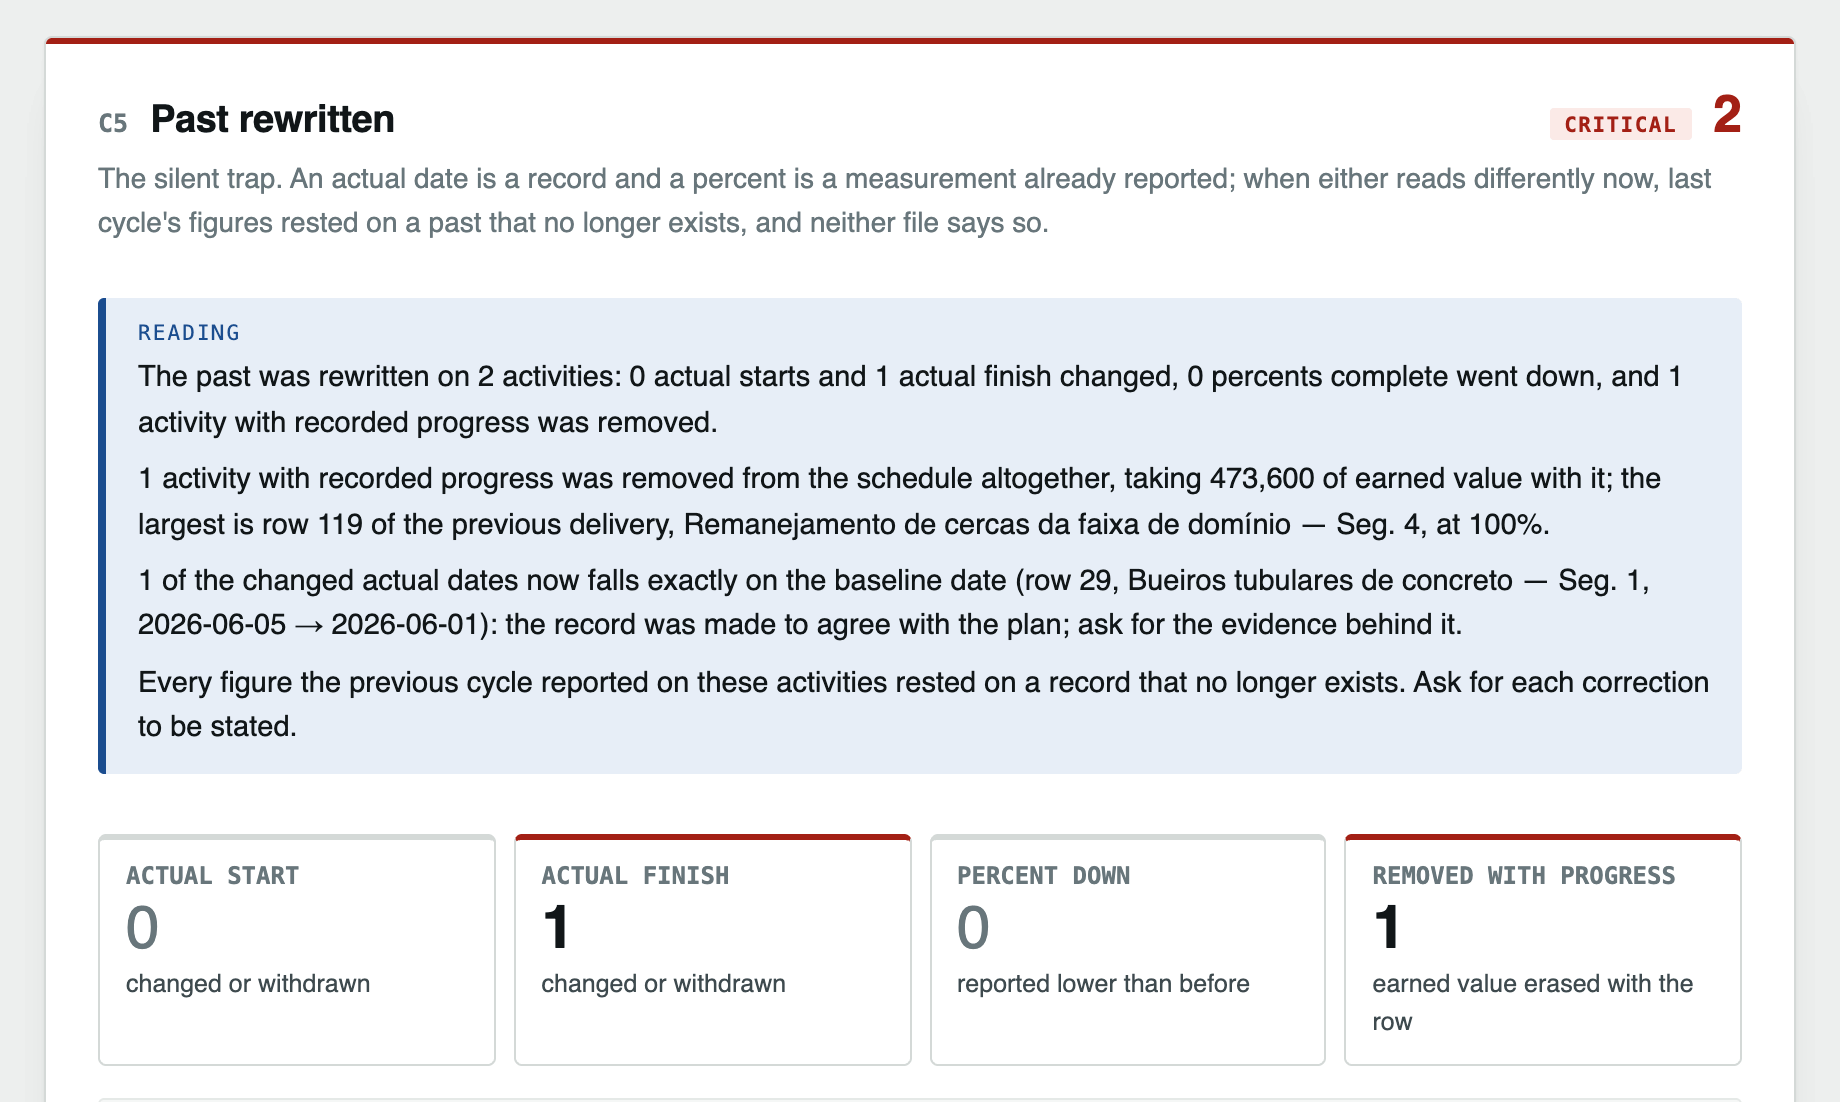 C5 Past rewritten
CRITICAL 2
The silent trap. An actual date is a record and a percent is a measurement already reported; when either reads differently now, last
cycle's figures rested on a past that no longer exists, and neither file says so.
READING
The past was rewritten on 2 activities: 0 actual starts and 1 actual finish changed, 0 percents complete went down, and 1
activity with recorded progress was removed.
1 activity with recorded progress was removed from the schedule altogether, taking 473,600 of earned value with it; the
largest is row 119 of the previous delivery, Remanejamento de cercas da faixa de domínio — Seg. 4, at 100%.
1 of the changed actual dates now falls exactly on the baseline date (row 29, Bueiros tubulares de concreto — Seg. 1,
2026-06-05 → 2026-06-01): the record was made to agree with the plan; ask for the evidence behind it.
Every figure the previous cycle reported on these activities rested on a record that no longer exists. Ask for each correction
to be stated.
ACTUAL START
0
changed or withdrawn
ACTUAL FINISH
1
changed or withdrawn
PERCENT DOWN
0
reported lower than before
REMOVED WITH PROGRESS
1
earned value erased with the
row